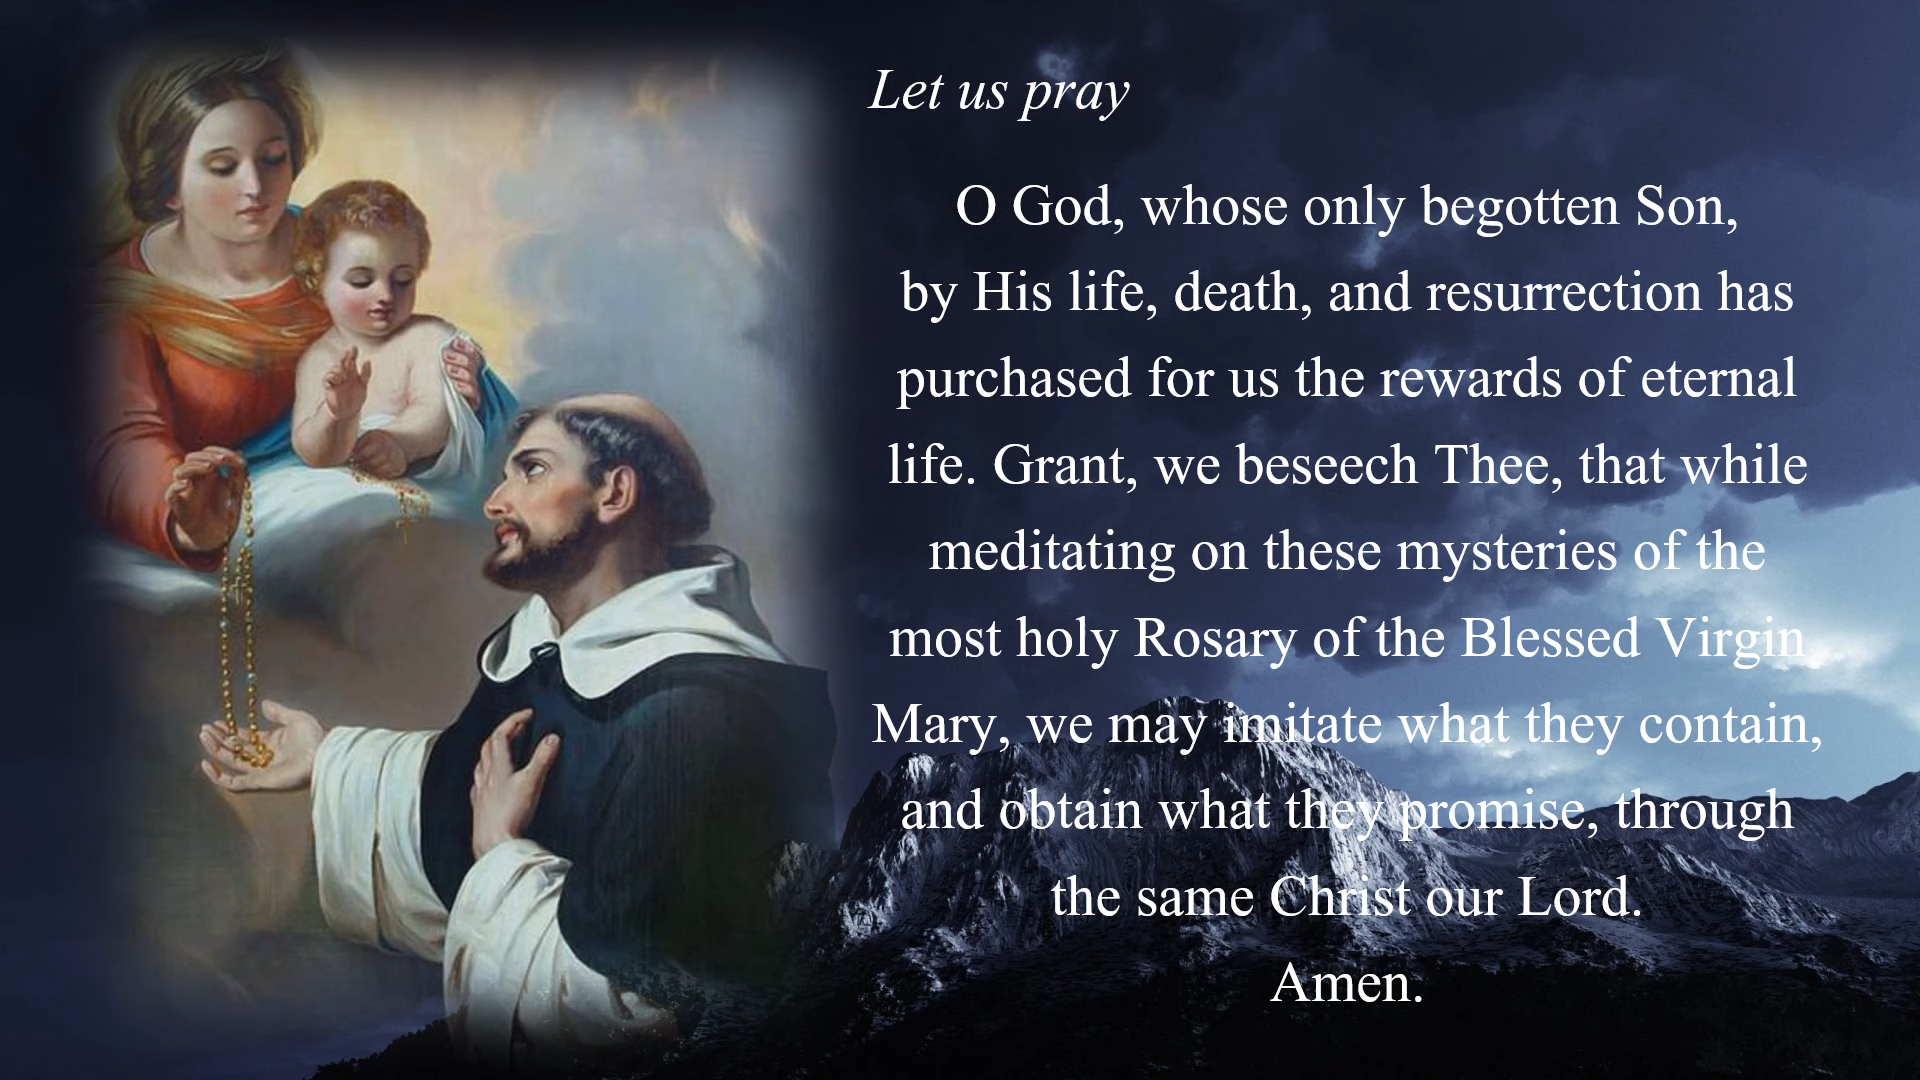 Let us pray
O God, whose only begotten Son,
by His life, death, and resurrection has
purchased for us the rewards of eternal
life. Grant, we beseech Thee, that while
meditating on these mysteries of the
most holy Rosary of the Blessed Virgin
Mary, we may imitate what they contain,
and obtain what they promise, through
the same Christ our Lord.
Amen.